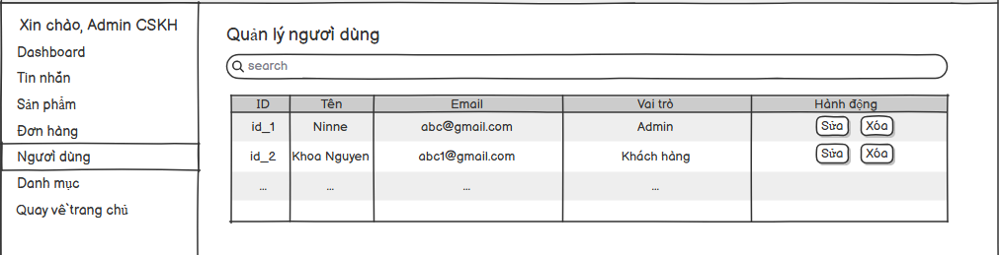 Xin chào, Admin CSKH
Dashboard
Tin nhắn
Sản phẩm
Đơn hàng
Người dùng
Danh mục
Quay về trang chủ
Quản lý người dùng
search
ID Tên Email Vai trò Hành động
id_1 Ninne abc@gmail.com Admin Sửa Xóa
id_2 Khoa Nguyen abc1@gmail.com Khách hàng Sửa Xóa
... ... ... ...